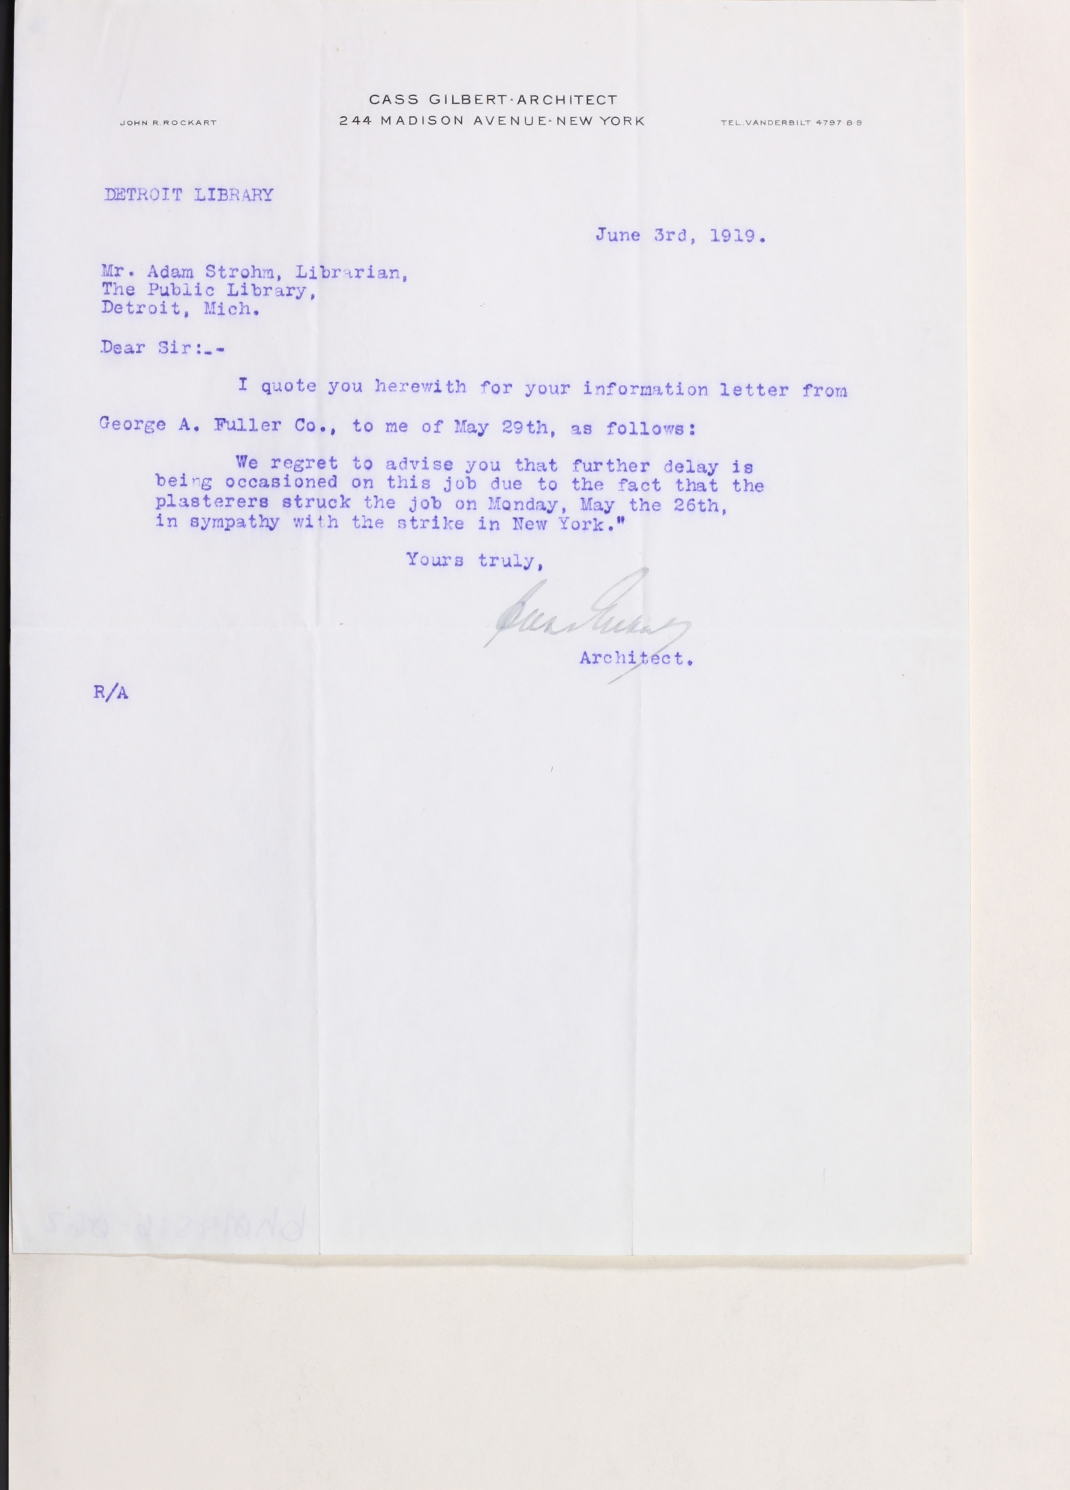 CASS GILBERT·ARCHITECT
JOHN R. ROCKART 244 MADISON AVENUE·NEW YORK TEL. VANDERBILT 4797 8 9
DETROIT LIBRARY
June 3rd, 1919.
Mr. Adam Strohm, Librarian,
The Public Library,
Detroit, Mich.
Dear Sir:--
I quote you herewith for your information letter from
George A. Fuller Co., to me of May 29th, as follows:
We regret to advise you that further delay is
being occasioned on this job due to the fact that the
plasterers struck the job on Monday, May the 26th,
in sympathy with the strike in New York."
Yours truly,
Cass Gilbert
Architect.
R/A